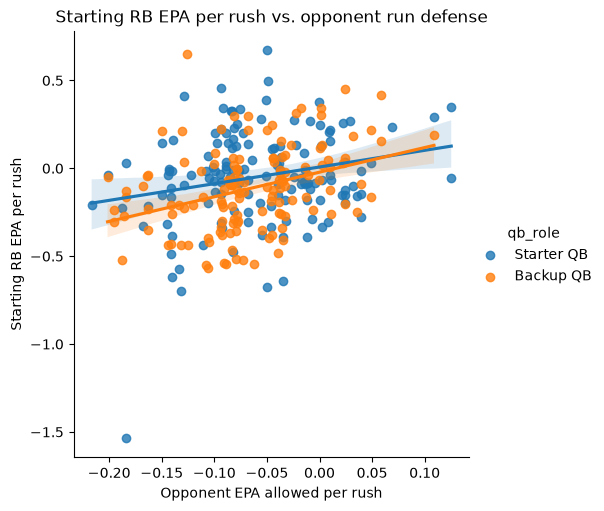 Starting RB EPA per rush vs. opponent run defense
Starting RB EPA per rush
0.5
0.0
−0.5
−1.0
−1.5
−0.20 −0.15 −0.10 −0.05 0.00 0.05 0.10
Opponent EPA allowed per rush
qb_role
Starter QB
Backup QB